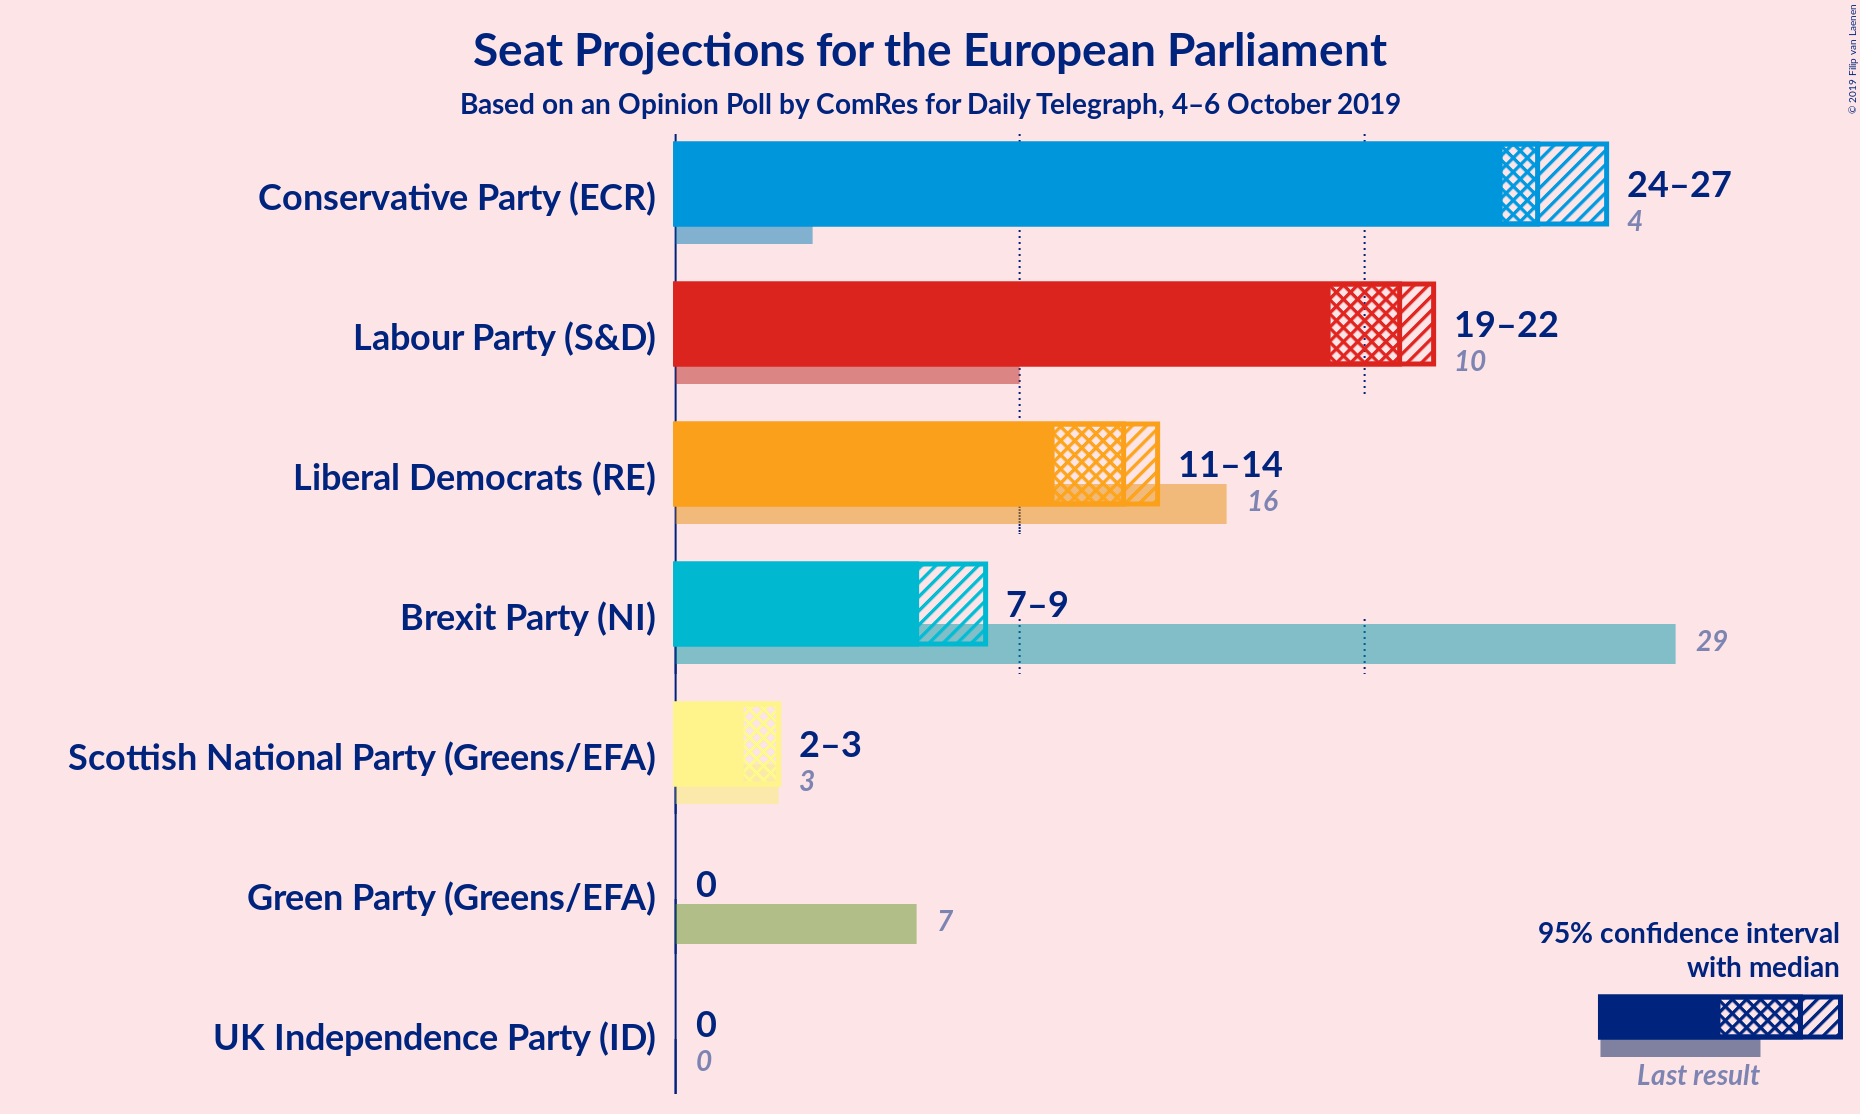 Seat Projections for the European Parliament
Based on an Opinion Poll by ComRes for Daily Telegraph, 4–6 October 2019
© 2019 Filip van Laenen
Conservative Party (ECR)
24–27
4
Labour Party (S&D)
19–22
10
Liberal Democrats (RE)
11–14
16
Brexit Party (NI)
7–9
29
Scottish National Party (Greens/EFA)
2–3
3
Green Party (Greens/EFA)
0
7
UK Independence Party (ID)
0
0
95% confidence interval
with median
Last result